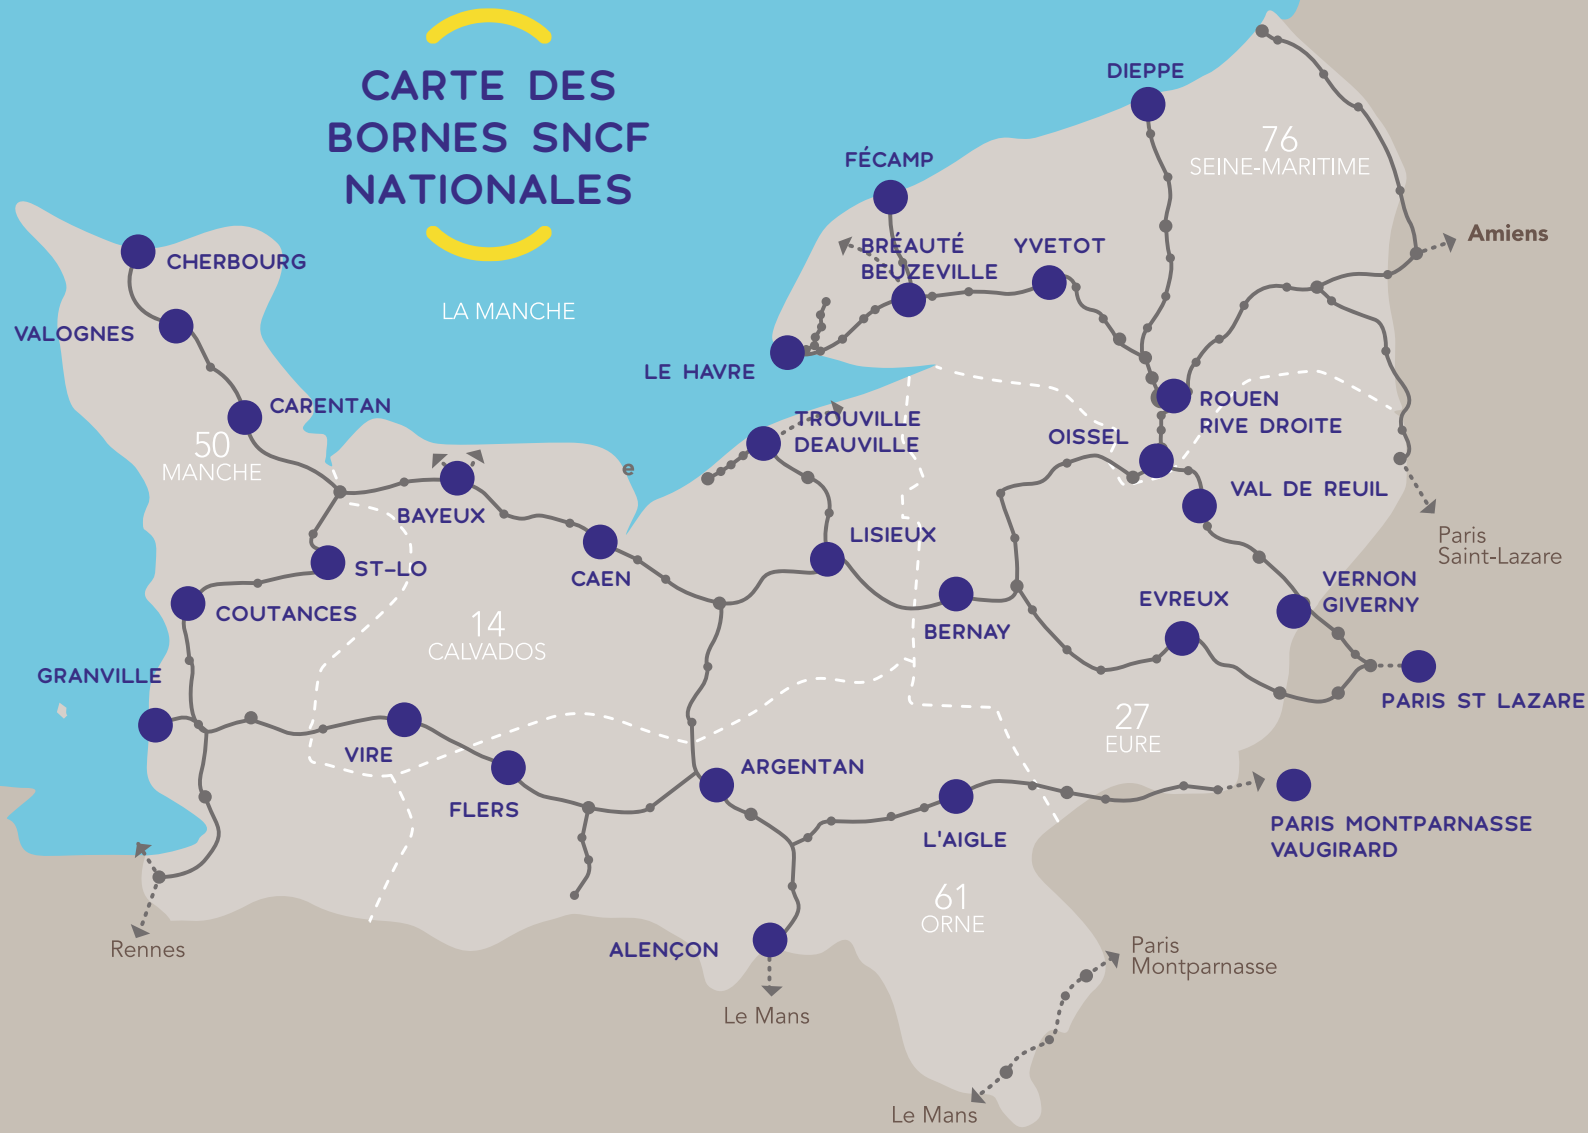 CARTE DES
BORNES SNCF
NATIONALES
DIEPPE
76
SEINE-MARITIME
FÉCAMP
BRÉAUTÉ
BEUZEVILLE
YVETOT
Amiens
CHERBOURG
LA MANCHE
VALOGNES
LE HAVRE
CARENTAN
TROUVILLE
DEAUVILLE
ROUEN
RIVE DROITE
OISSEL
50
MANCHE
e
VAL DE REUIL
BAYEUX
LISIEUX
Paris
Saint-Lazare
ST-LO
CAEN
VERNON
GIVERNY
COUTANCES
EVREUX
14
CALVADOS
BERNAY
GRANVILLE
PARIS ST LAZARE
27
EURE
VIRE
ARGENTAN
FLERS
L'AIGLE
PARIS MONTPARNASSE
VAUGIRARD
61
ORNE
Rennes
ALENÇON
Paris
Montparnasse
Le Mans
Le Mans